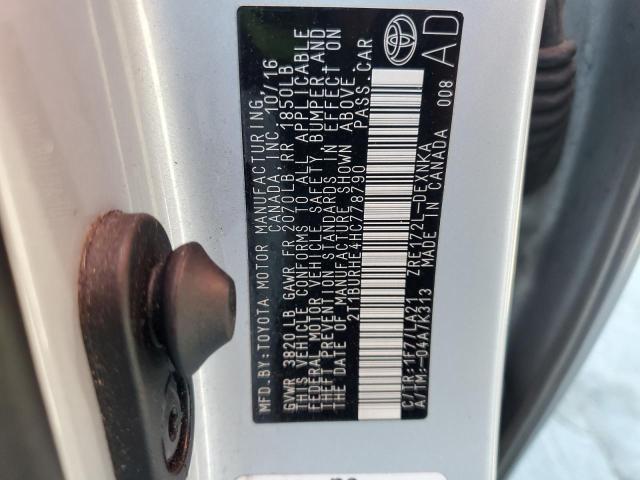 MFD.BY:TOYOTA MOTOR MANUFACTURING
CANADA, INC. 10/16
GVWR 3820LB GAWR FR 2070LB,RR 1850LB
THIS VEHICLE CONFORMS TO ALL APPLICABLE
FEDERAL MOTOR VEHICLE SAFETY, BUMPER, AND
THEFT PREVENTION STANDARDS IN EFFECT ON
THE DATE OF MANUFACTURE SHOWN ABOVE.
2T1BURHE4HC778790 PASS.CAR
C/TR:1F7/LA21 ZRE172L-DEXNKA
A/TM:-04A/K313 MADE IN CANADA 008
AD